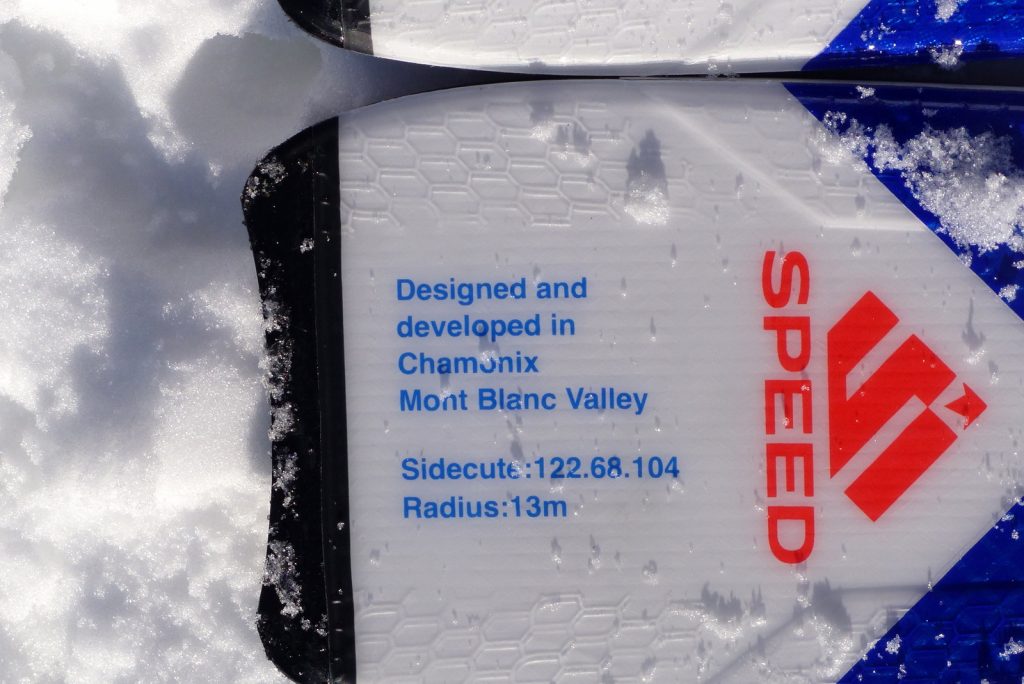 Designed and
developed in
Chamonix
Mont Blanc Valley
Sidecute:122.68.104
Radius:13m
SPEED